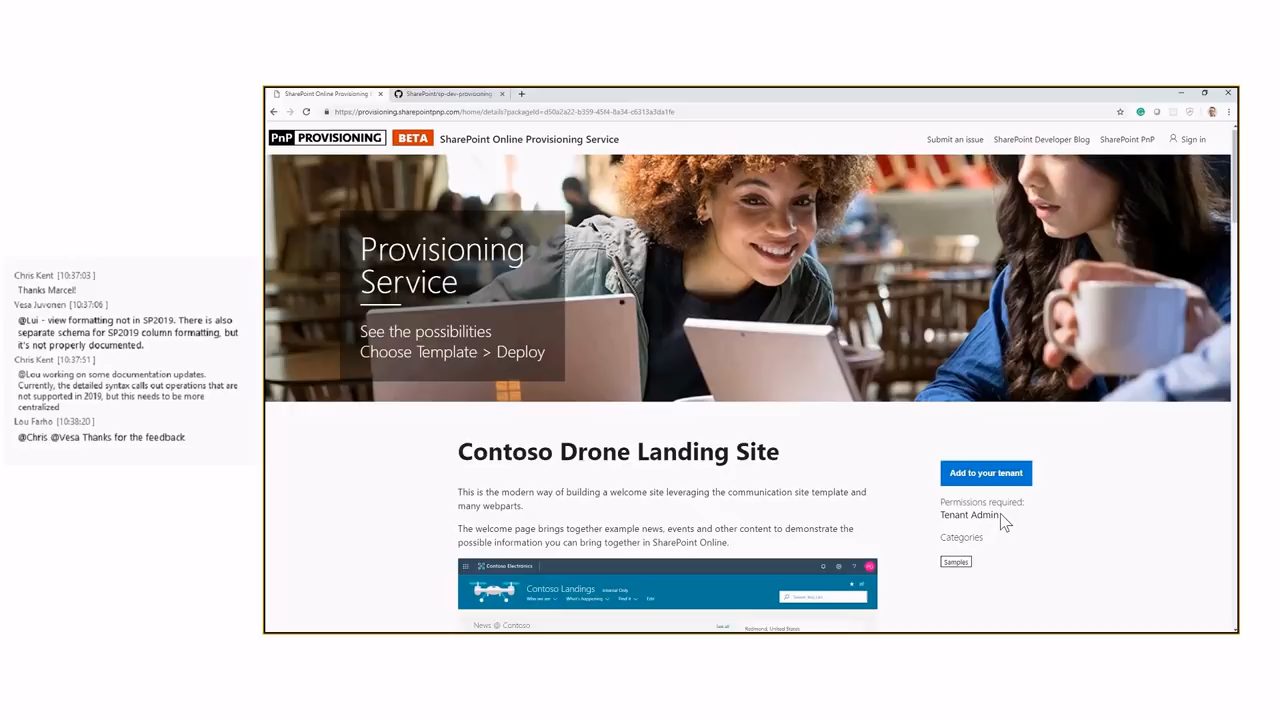 Chris Kent [10:37:03 ]
Thanks Marcel!
Vesa Juvonen [10:37:06 ]
@Lui - view formatting not in SP2019. There is also
separate schema for SP2019 column formatting, but
it's not properly documented.
Chris Kent [10:37:51 ]
@Lou working on some documentation updates.
Currently, the detailed syntax calls out operations that are
not supported in 2019, but this needs to be more
centralized
Lou Farho [10:38:20 ]
@Chris @Vesa Thanks for the feedback
SharePoint Online Provisioning
SharePoint/sp-dev-provisioning
https://provisioning.sharepointpnp.com/home/details?packageId=d50a2a22-b359-45f4-8a34-c6313a3da1fe
PnP PROVISIONING BETA SharePoint Online Provisioning Service
Submit an issue SharePoint Developer Blog SharePoint PnP Sign in
Provisioning
Service
See the possibilities
Choose Template > Deploy
Contoso Drone Landing Site
This is the modern way of building a welcome site leveraging the communication site template and
many webparts.
The welcome page brings together example news, events and other content to demonstrate the
possible information you can bring together in SharePoint Online.
Add to your tenant
Permissions required:
Tenant Admin
Categories
Samples
Contoso Electronics
Contoso Landings Internal Only
Who we are What's happening Find it Edit
News @ Contoso
See all
Redmond, United States